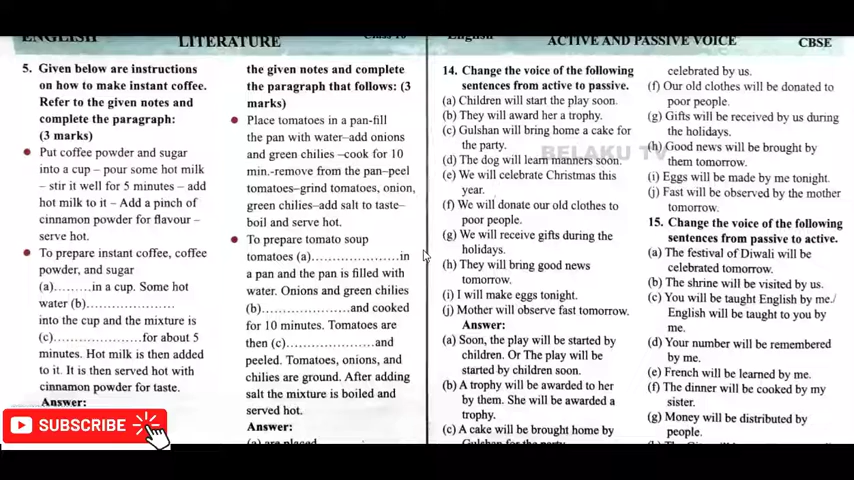 ENGLISH
LITERATURE
Class 10
English
ACTIVE AND PASSIVE VOICE
CBSE
5. Given below are instructions
on how to make instant coffee.
Refer to the given notes and
complete the paragraph:
(3 marks)
• Put coffee powder and sugar
into a cup – pour some hot milk
– stir it well for 5 minutes – add
hot milk to it – Add a pinch of
cinnamon powder for flavour –
serve hot.
• To prepare instant coffee, coffee
powder, and sugar
(a).........in a cup. Some hot
water (b).....................
into the cup and the mixture is
(c).....................for about 5
minutes. Hot milk is then added
to it. It is then served hot with
cinnamon powder for taste.
Answer:
the given notes and complete
the paragraph that follows: (3
marks)
• Place tomatoes in a pan-fill
the pan with water–add onions
and green chilies –cook for 10
min.-remove from the pan–peel
tomatoes–grind tomatoes, onion,
green chilies–add salt to taste–
boil and serve hot.
• To prepare tomato soup
tomatoes (a).....................in
a pan and the pan is filled with
water. Onions and green chilies
(b).....................and cooked
for 10 minutes. Tomatoes are
then (c).....................and
peeled. Tomatoes, onions, and
chilies are ground. After adding
salt the mixture is boiled and
served hot.
Answer:
(a) are placed
14. Change the voice of the following
sentences from active to passive.
(a) Children will start the play soon.
(b) They will award her a trophy.
(c) Gulshan will bring home a cake for
the party.
(d) The dog will learn manners soon.
(e) We will celebrate Christmas this
year.
(f) We will donate our old clothes to
poor people.
(g) We will receive gifts during the
holidays.
(h) They will bring good news
tomorrow.
(i) I will make eggs tonight.
(j) Mother will observe fast tomorrow.
Answer:
(a) Soon, the play will be started by
children. Or The play will be
started by children soon.
(b) A trophy will be awarded to her
by them. She will be awarded a
trophy.
(c) A cake will be brought home by
Gulshan for the party.
celebrated by us.
(f) Our old clothes will be donated to
poor people.
(g) Gifts will be received by us during
the holidays.
(h) Good news will be brought by
them tomorrow.
(i) Eggs will be made by me tonight.
(j) Fast will be observed by the mother
tomorrow.
15. Change the voice of the following
sentences from passive to active.
(a) The festival of Diwali will be
celebrated tomorrow.
(b) The shrine will be visited by us.
(c) You will be taught English by me./
English will be taught to you by
me.
(d) Your number will be remembered
by me.
(e) French will be learned by me.
(f) The dinner will be cooked by my
sister.
(g) Money will be distributed by
people.
BELAKU TV
SUBSCRIBE